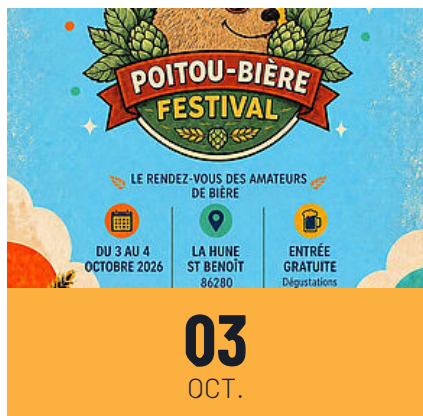 POITOU-BIÈRE
FESTIVAL
LE RENDEZ-VOUS DES AMATEURS
DE BIÈRE
DU 3 AU 4
OCTOBRE 2026
LA HUNE
ST BENOÎT
86280
ENTRÉE
GRATUITE
Dégustations
03
OCT.